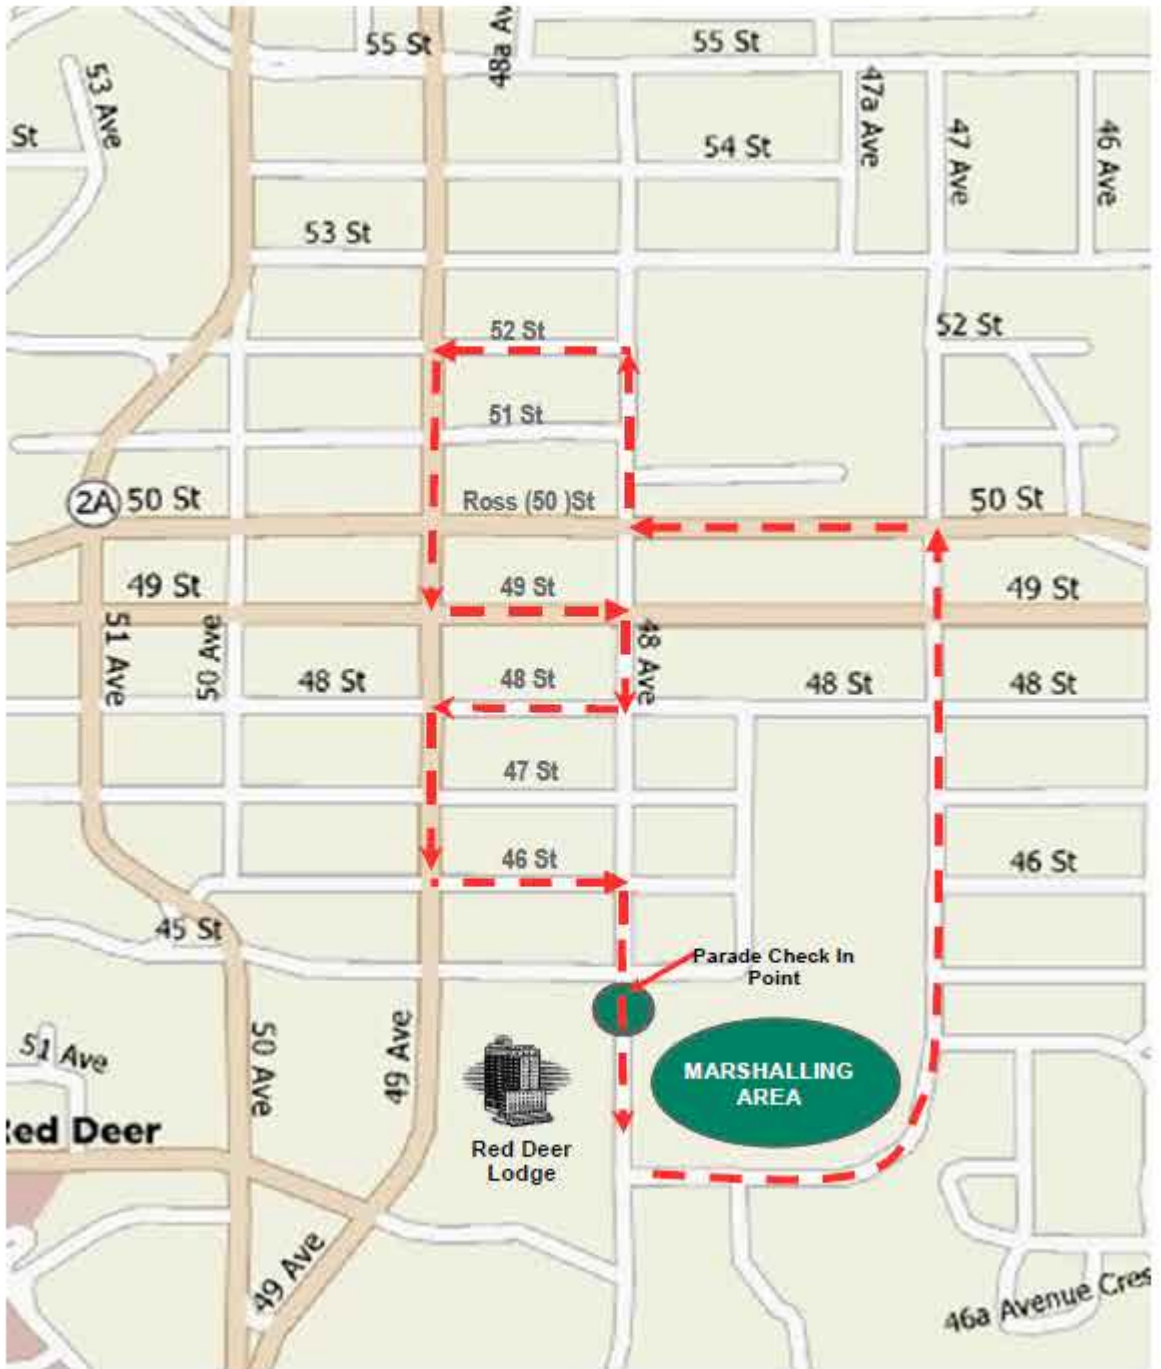 55 St
48a Av
55 St
53 Ave
St
47a Ave
54 St
47 Ave
46 Ave
53 St
52 St
52 St
51 St
2A
50 St
Ross (50 )St
50 St
49 St
49 St
49 St
51 Ave
50 Ave
48 Ave
48 St
48 St
48 St
48 St
47 St
46 St
46 St
45 St
Parade Check In
Point
51 Ave
50 Ave
49 Ave
MARSHALLING
AREA
Red Deer
Lodge
ed Deer
49 Ave
46a Avenue Cres